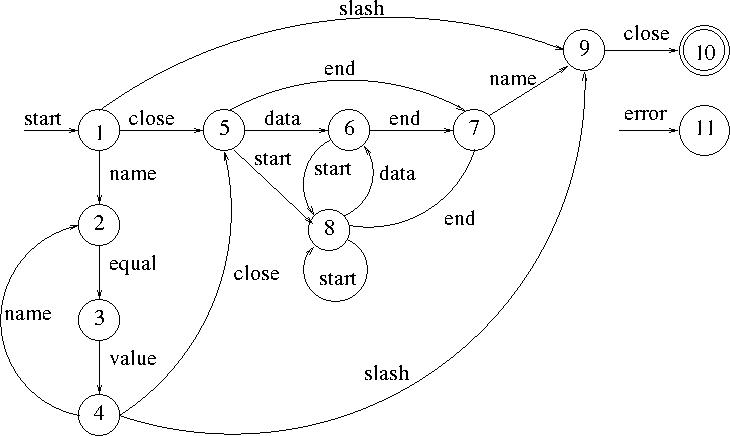 slash
close
9
10
end
name
start
1
close
5
data
6
end
7
error
11
start
start
data
name
2
8
end
equal
close
start
name
3
value
slash
4